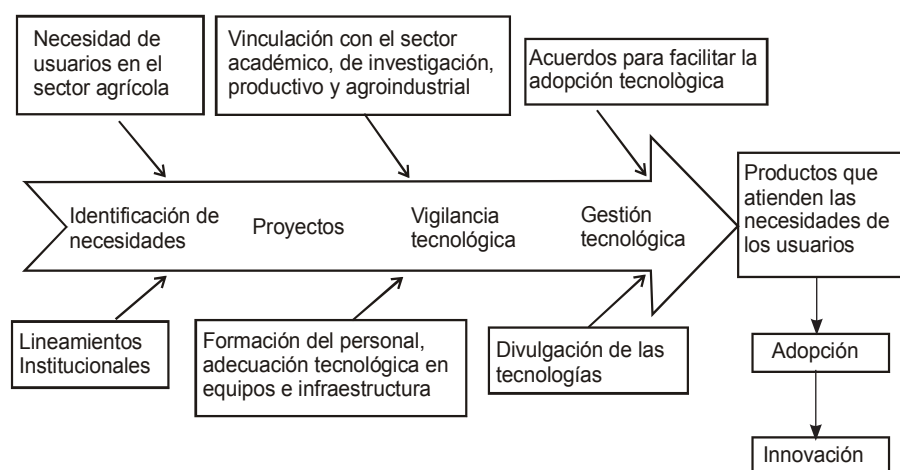 Necesidad de
usuarios en el
sector agrícola
Vinculación con el sector
académico, de investigación,
productivo y agroindustrial
Acuerdos para facilitar la
adopción tecnològica
Identificación de
necesidades
Proyectos
Vigilancia
tecnológica
Gestión
tecnológica
Productos que
atienden las
necesidades de
los usuarios
Lineamientos
Institucionales
Formación del personal,
adecuación tecnológica en
equipos e infraestructura
Divulgación de las
tecnologías
Adopción
Innovación